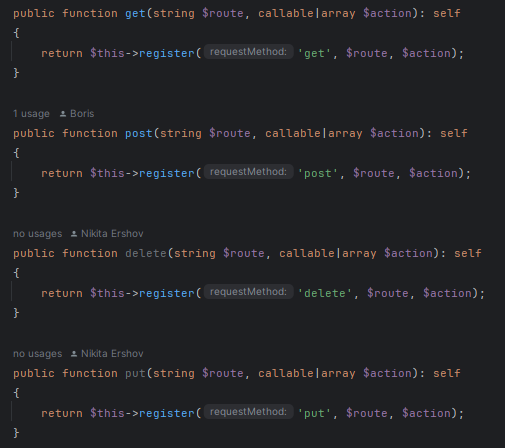 public function get(string $route, callable|array $action): self
{
    return $this->register( requestMethod: 'get', $route, $action);
}
1 usage   Boris
public function post(string $route, callable|array $action): self
{
    return $this->register( requestMethod: 'post', $route, $action);
}
no usages   Nikita Ershov
public function delete(string $route, callable|array $action): self
{
    return $this->register( requestMethod: 'delete', $route, $action);
}
no usages   Nikita Ershov
public function put(string $route, callable|array $action): self
{
    return $this->register( requestMethod: 'put', $route, $action);
}